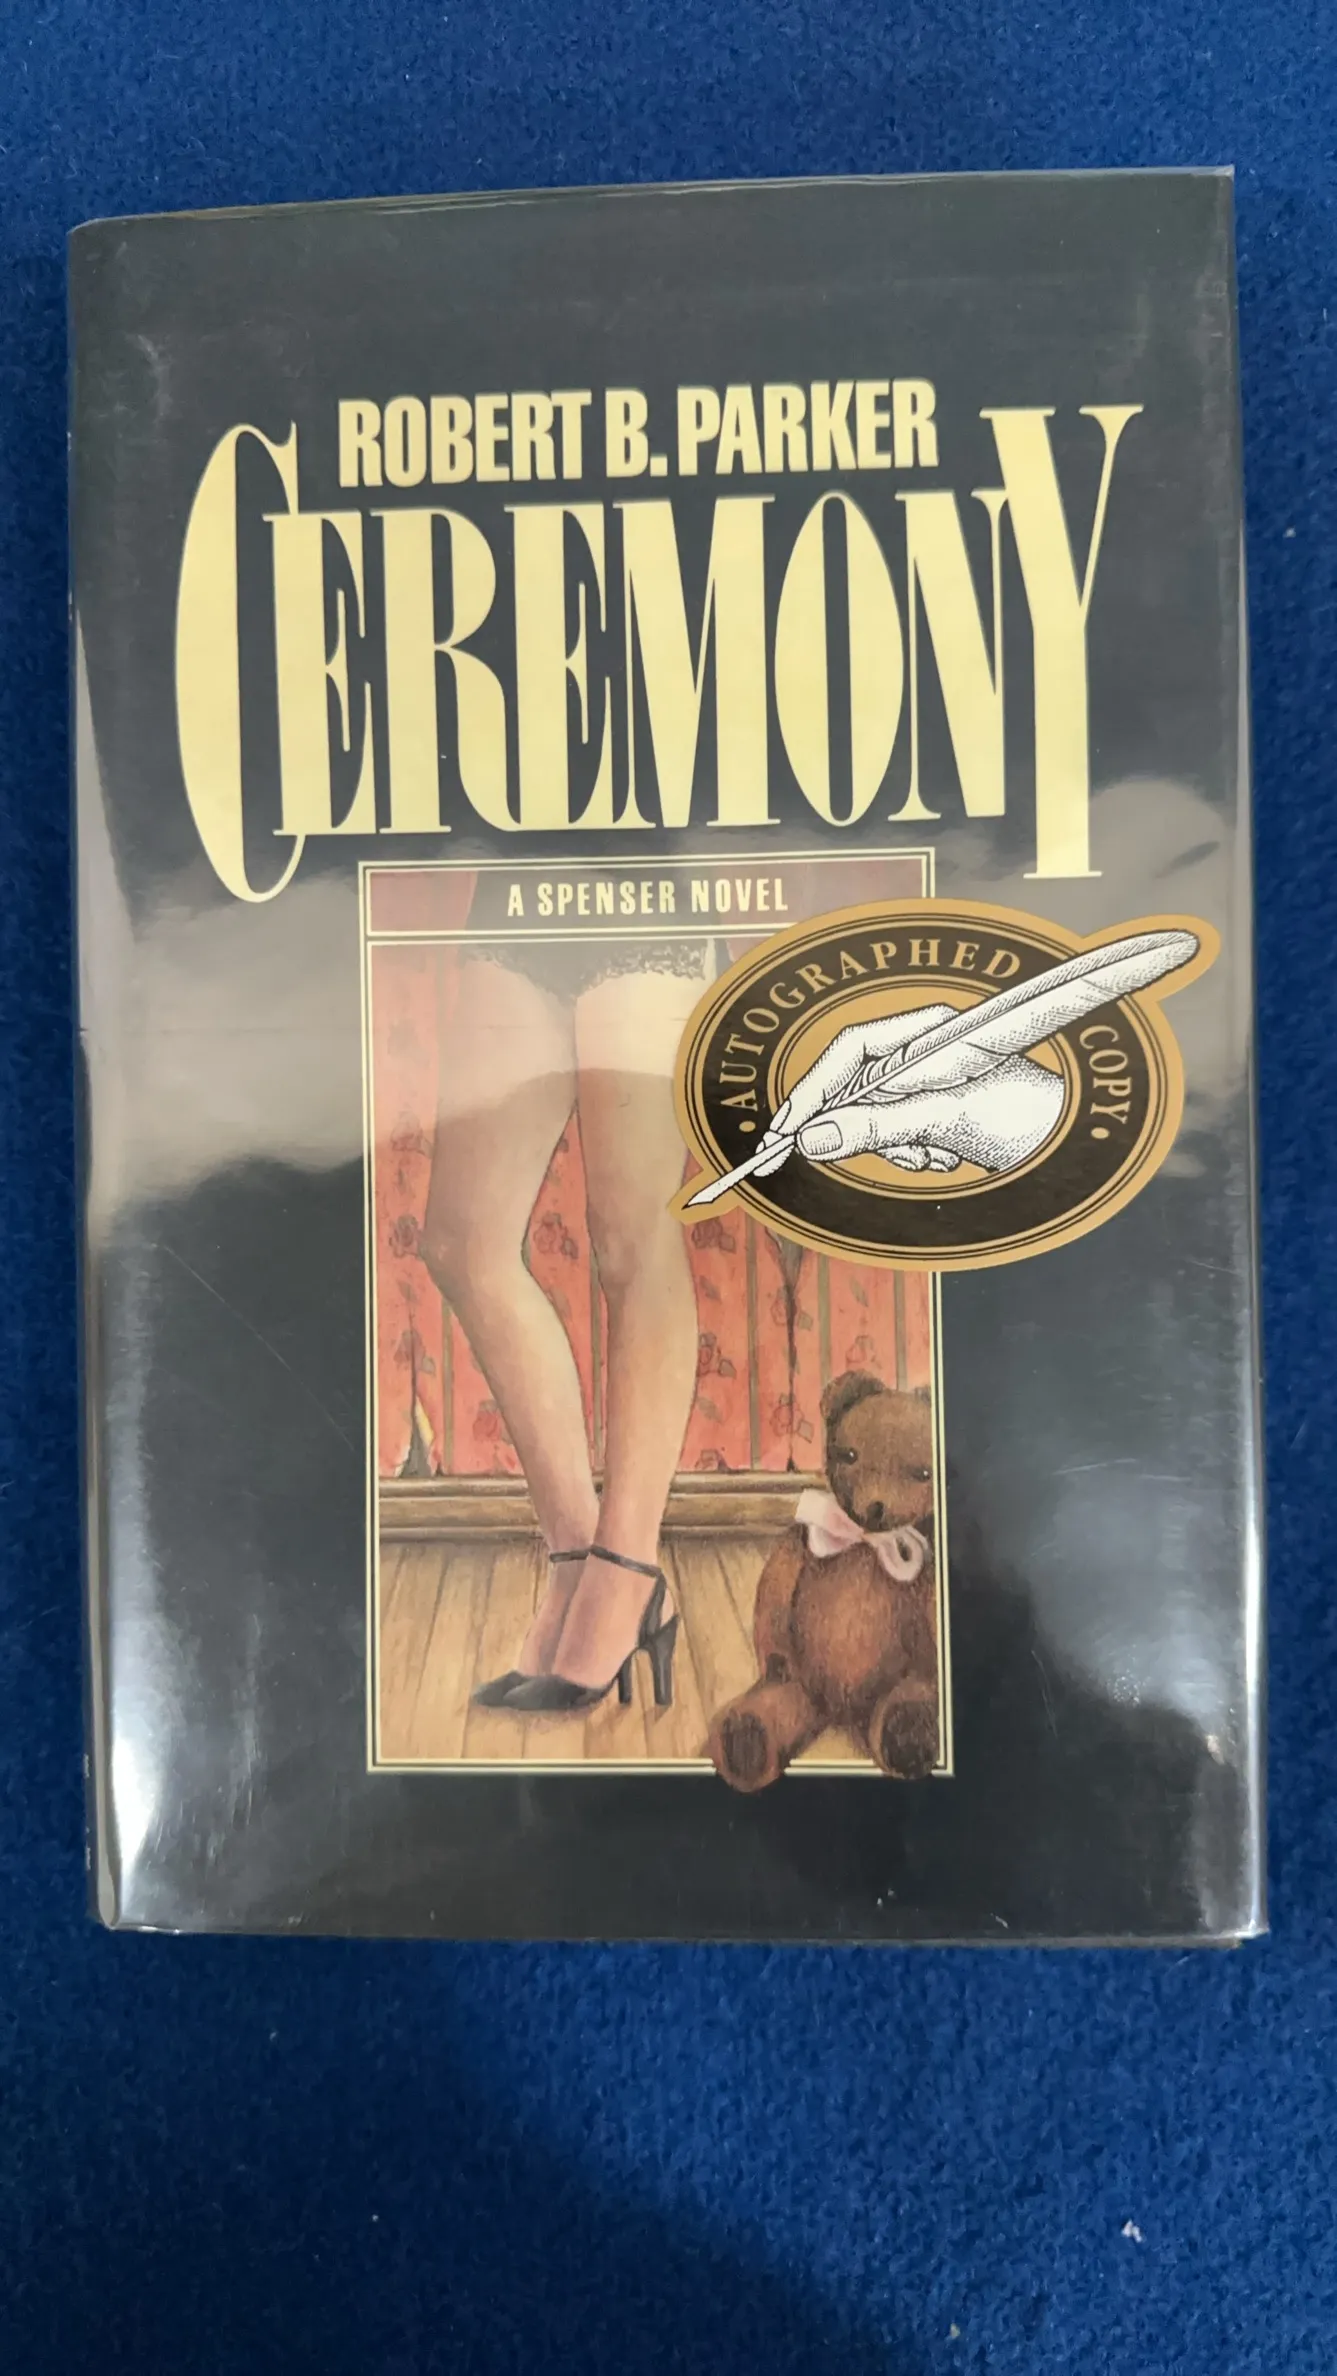 ROBERT B. PARKER
CEREMONY
A SPENSER NOVEL
• AUTOGRAPHED COPY •